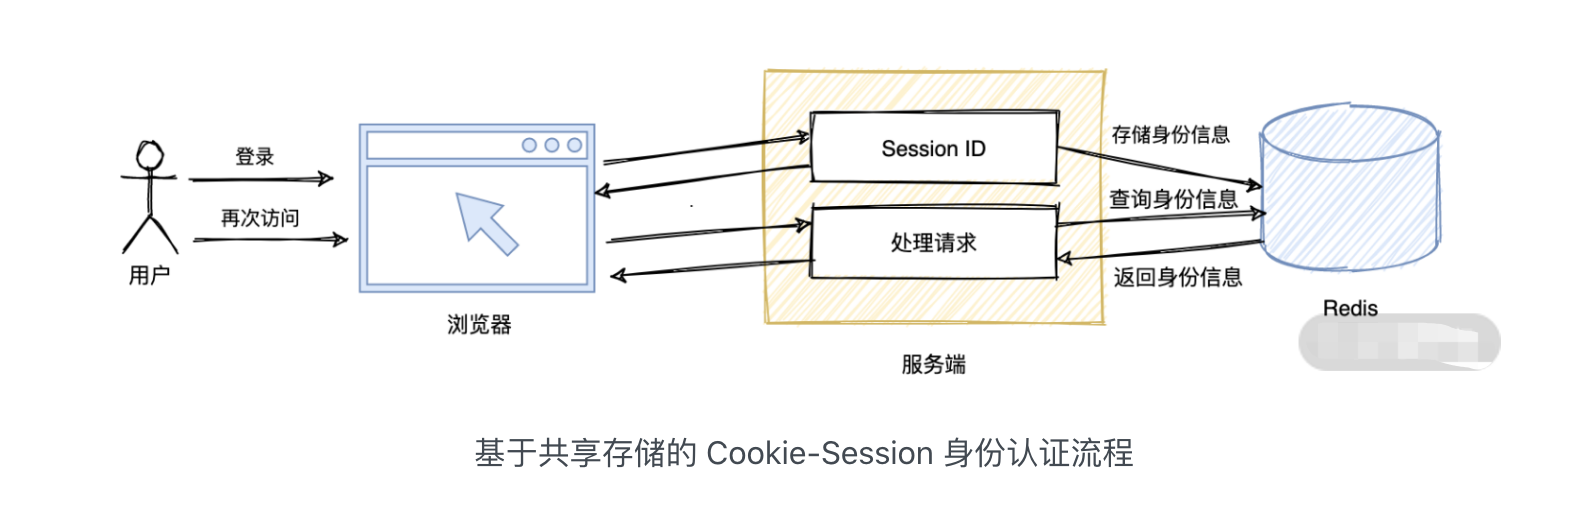 登录
再次访问
用户
浏览器
Session ID
处理请求
服务端
存储身份信息
查询身份信息
返回身份信息
Redis
基于共享存储的 Cookie-Session 身份认证流程